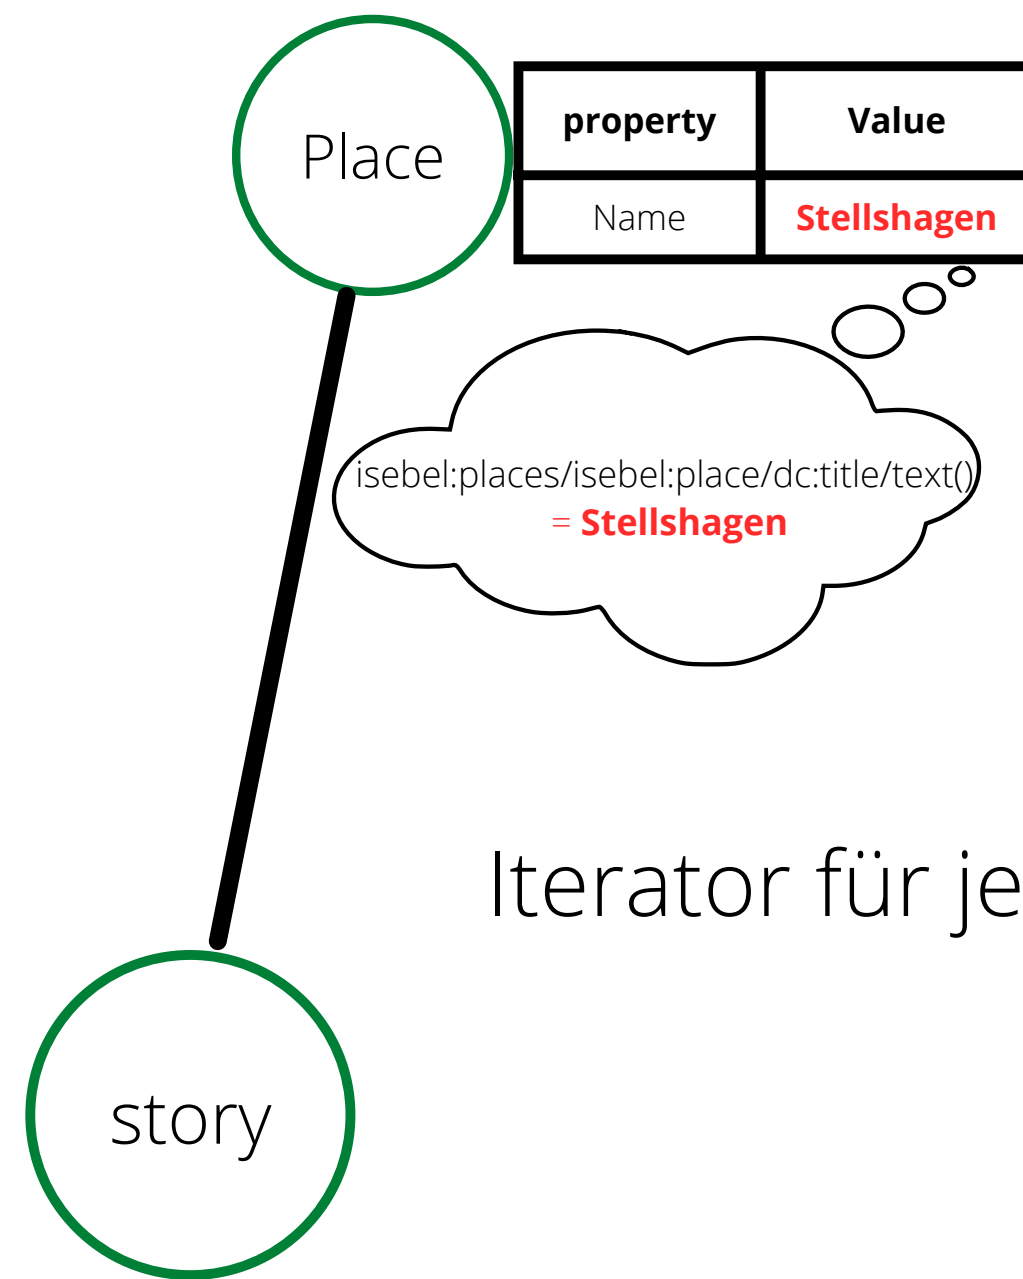 Place
property Value
Name Stellshagen
isebel:places/isebel:place/dc:title/text()
= Stellshagen
Iterator für je
story